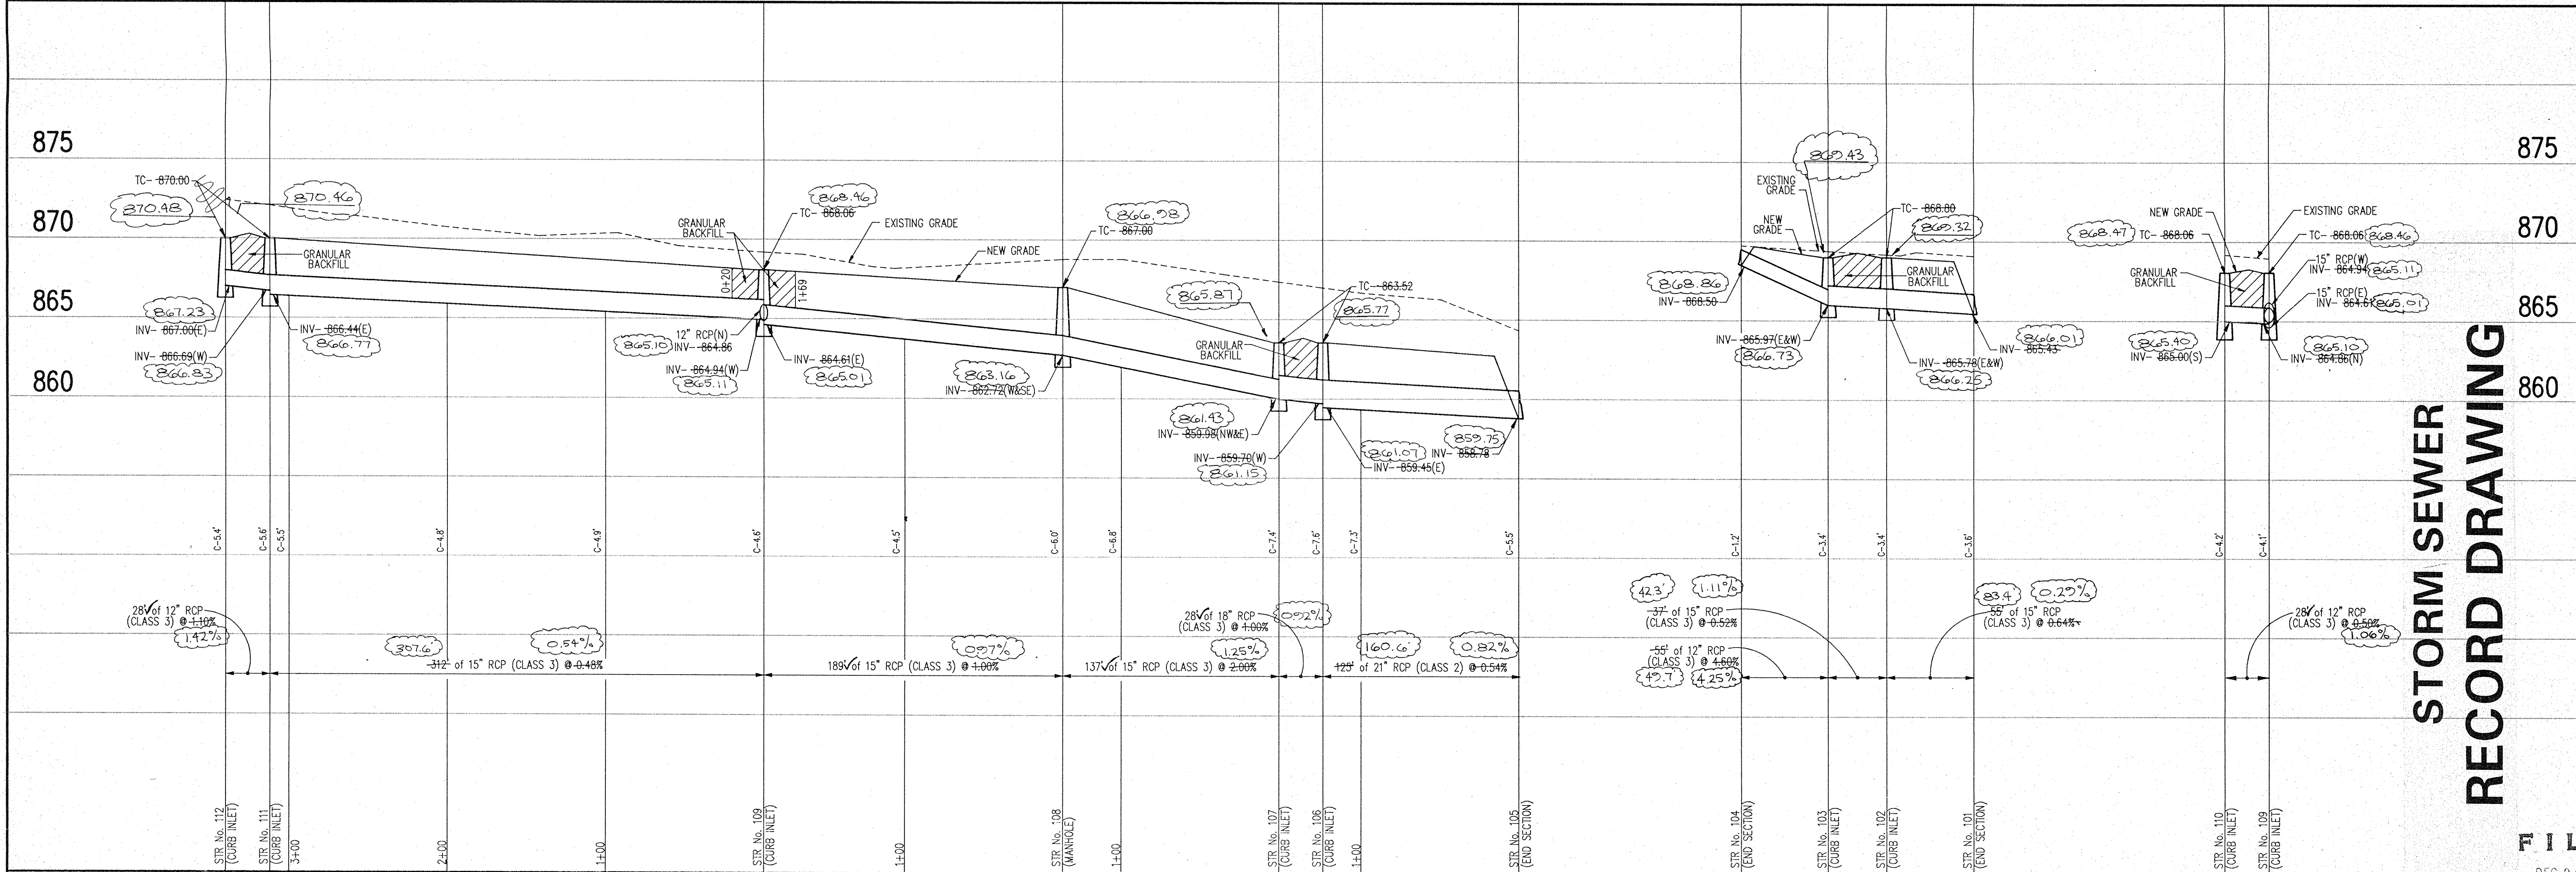 875
870
865
860
TC- 870.00
870.48
870.46
GRANULAR
BACKFILL
867.23
INV- 867.00(E)
INV- 866.69(W)
866.83
INV- 866.44(E)
866.77
GRANULAR
BACKFILL
868.46
TC- 868.06
EXISTING GRADE
0+20
1+69
12" RCP(N)
865.10 INV- 864.86
INV- 864.94(W)
865.11
INV- 864.61(E)
865.01
866.98
TC- 867.00
NEW GRADE
863.16
INV- 862.72(W&SE)
865.87
TC- 863.52
865.77
GRANULAR
BACKFILL
861.43
INV- 859.98(NW&E)
INV- 859.70(W)
861.15
861.07
INV- 859.45(E)
859.75
INV- 858.78
869.43
EXISTING
GRADE
NEW
GRADE
TC- 868.80
869.32
GRANULAR
BACKFILL
868.86
INV- 868.50
INV- 865.97(E&W)
866.73
INV- 865.78(E&W)
866.25
866.01
INV- 865.43
NEW GRADE
EXISTING GRADE
868.47 TC- 868.06
TC- 868.06 868.46
GRANULAR
BACKFILL
15" RCP(W)
INV- 864.94 865.11
15" RCP(E)
INV- 864.61 865.01
865.40
INV- 865.00(S)
865.10
INV- 864.86(N)
875
870
865
860
C-5.4'
C-5.6'
C-5.5'
C-4.8'
C-4.9'
C-4.6'
C-4.5'
C-6.0'
C-6.8'
C-7.4'
C-7.6'
C-7.3'
C-5.5'
C-1.2'
C-3.4'
C-3.4'
C-3.6'
C-4.2'
C-4.1'
28' of 12" RCP
(CLASS 3) @ 1.10%
1.42%
307.6' 0.54%
312' of 15" RCP (CLASS 3) @ 0.48%
0.97%
189' of 15" RCP (CLASS 3) @ 1.00%
1.25%
137' of 15" RCP (CLASS 3) @ 2.00%
28' of 18" RCP
(CLASS 3) @ 1.00%
0.92%
160.6' 0.82%
125' of 21" RCP (CLASS 2) @ 0.54%
42.3' 1.11%
37' of 15" RCP
(CLASS 3) @ 0.52%
55' of 12" RCP
(CLASS 3) @ 4.60%
49.7' 4.25%
83.4 0.29%
55' of 15" RCP
(CLASS 3) @ 0.64%
28' of 12" RCP
(CLASS 3) @ 0.50%
1.06%
STR No. 112
(CURB INLET)
STR No. 111
(CURB INLET)
3+00
2+00
1+00
STR No. 109
(CURB INLET)
1+00
STR No. 108
(MANHOLE)
1+00
STR No. 107
(CURB INLET)
STR No. 106
(CURB INLET)
1+00
STR No. 105
(END SECTION)
STR No. 104
(END SECTION)
STR No. 103
(CURB INLET)
STR No. 102
(CURB INLET)
STR No. 101
(END SECTION)
STR No. 110
(CURB INLET)
STR No. 109
(CURB INLET)
STORM SEWER
RECORD DRAWING
FIL